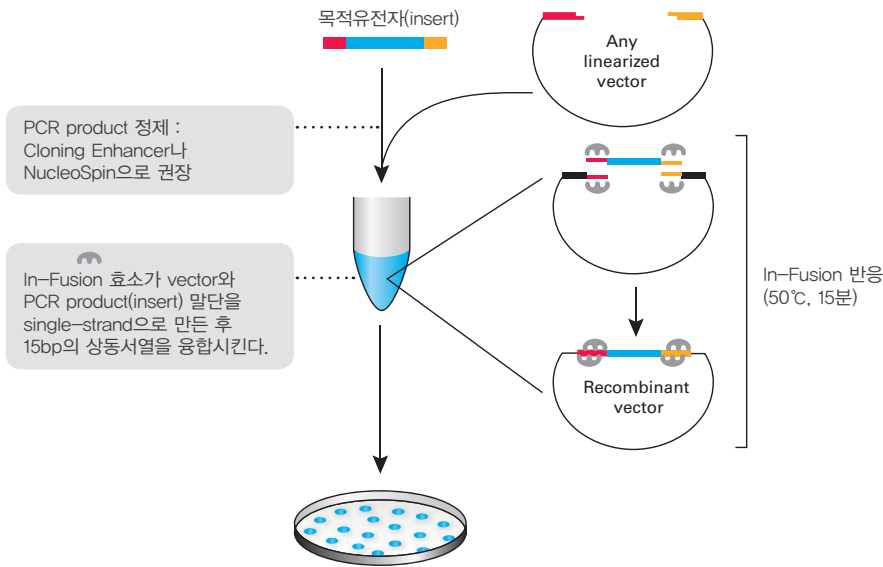 목적유전자(insert)
Any
linearized
vector
PCR product 정제 :
Cloning Enhancer나
NucleoSpin으로 권장
In-Fusion 효소가 vector와
PCR product(insert) 말단을
single-strand으로 만든 후
15bp의 상동서열을 융합시킨다.
In-Fusion 반응
(50℃, 15분)
Recombinant
vector